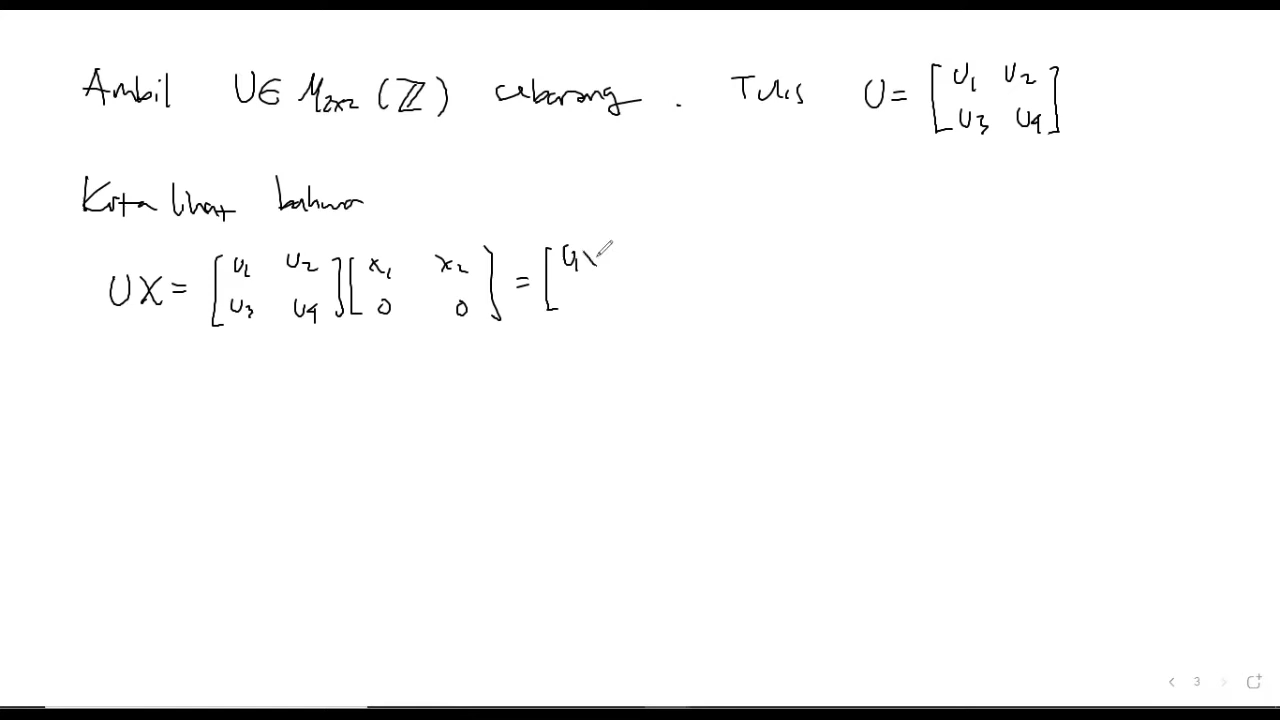 Ambil U ∈ M₂ₓ₂ (ℤ) sebarang . Tulis U = [U₁ U₂; U₃ U₄]
Kita lihat bahwa
UX = [U₁ U₂; U₃ U₄] [x₁ x₂; 0 0] = [
3